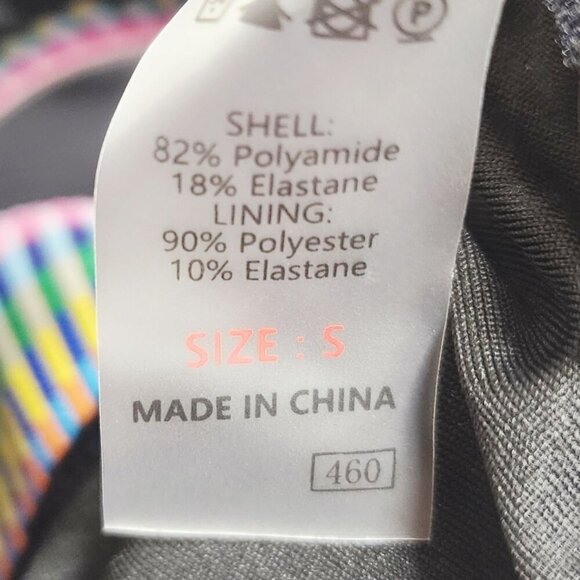 P
SHELL:
82% Polyamide
18% Elastane
LINING:
90% Polyester
10% Elastane
SIZE : S
MADE IN CHINA
460